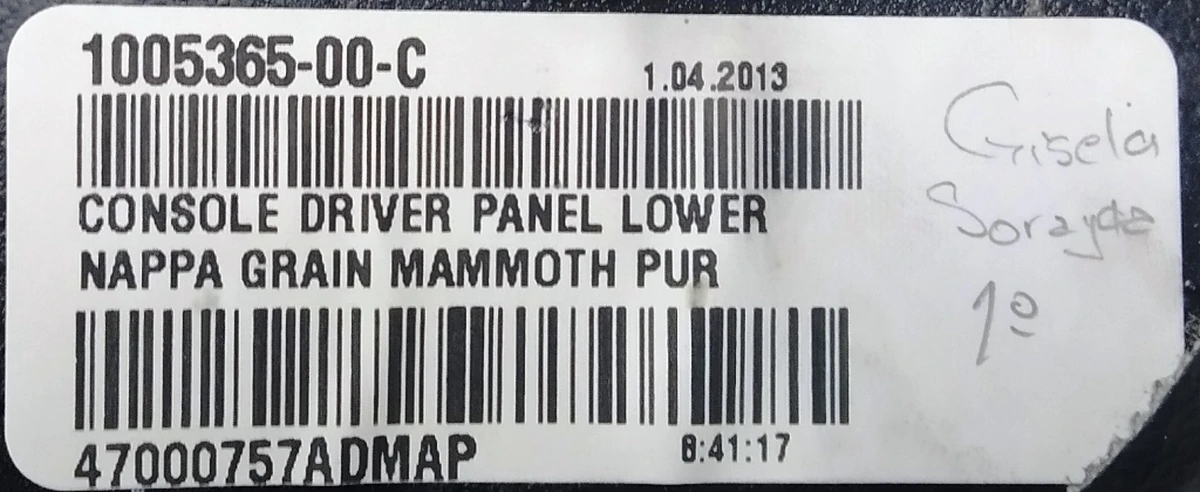 1005365-00-C
1.04.2013
CONSOLE DRIVER PANEL LOWER
NAPPA GRAIN MAMMOTH PUR
47000757ADMAP
8:41:17
Gisela
Sorayda
1º